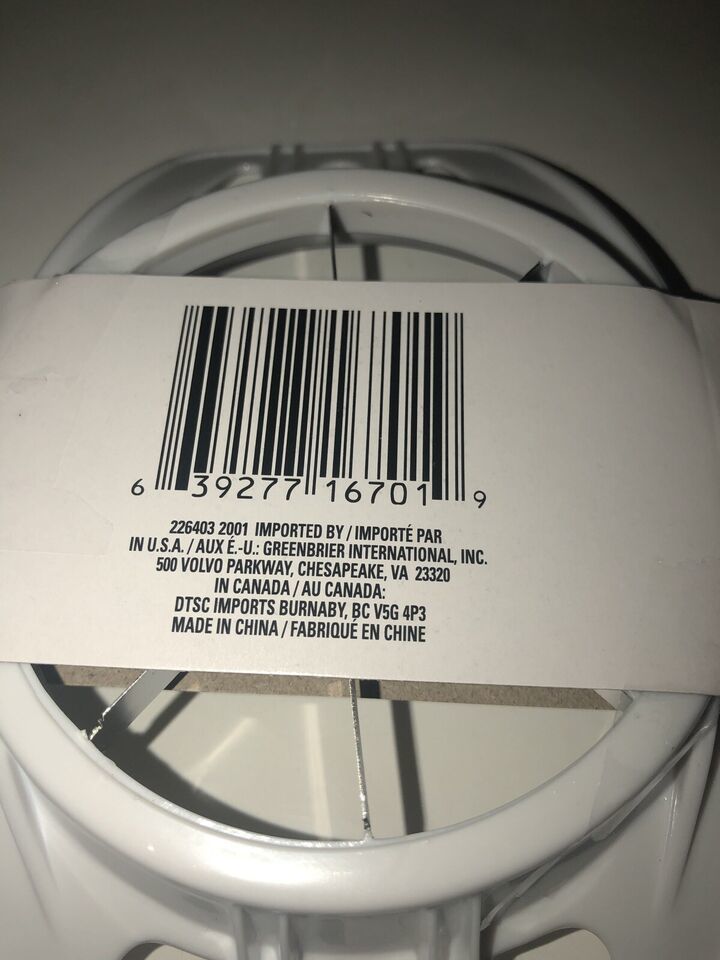 6 39277 16701 9
226403 2001 IMPORTED BY / IMPORTÉ PAR
IN U.S.A. / AUX É.-U.: GREENBRIER INTERNATIONAL, INC.
500 VOLVO PARKWAY, CHESAPEAKE, VA 23320
IN CANADA / AU CANADA:
DTSC IMPORTS BURNABY, BC V5G 4P3
MADE IN CHINA / FABRIQUÉ EN CHINE